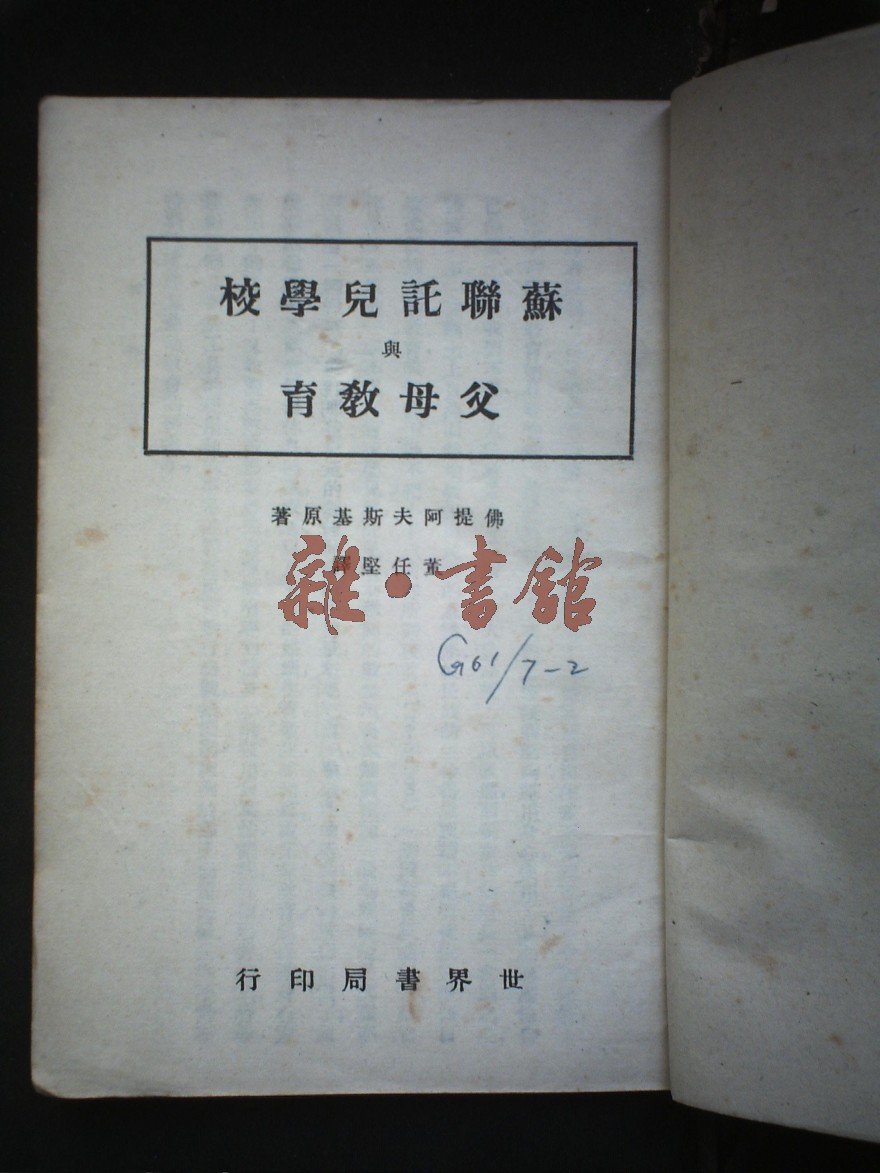 蘇聯託兒學校
與
父母教育
佛提阿夫斯基原著
董任堅譯
雜·書館
G61/7-2
世界書局印行